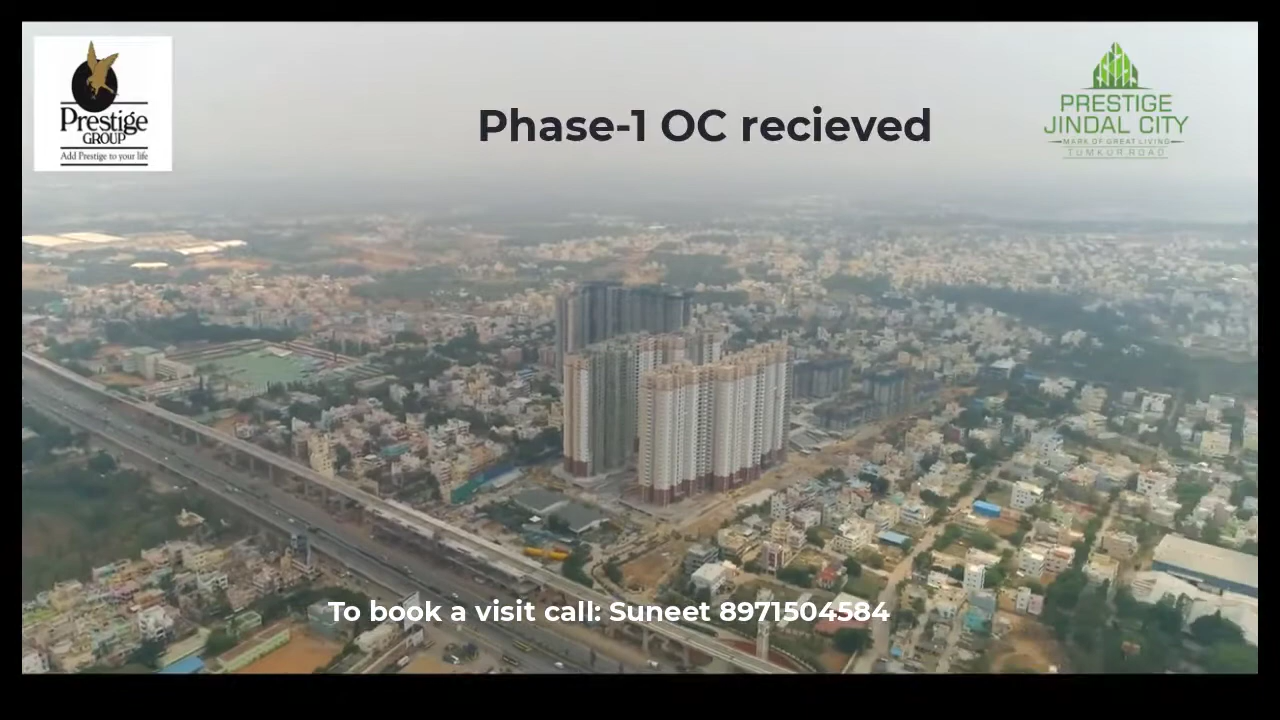 Prestige
GROUP
Add Prestige to your life
Phase-1 OC recieved
PRESTIGE
JINDAL CITY
MARK OF GREAT LIVING
TUMKUR ROAD
To book a visit call: Suneet 8971504584